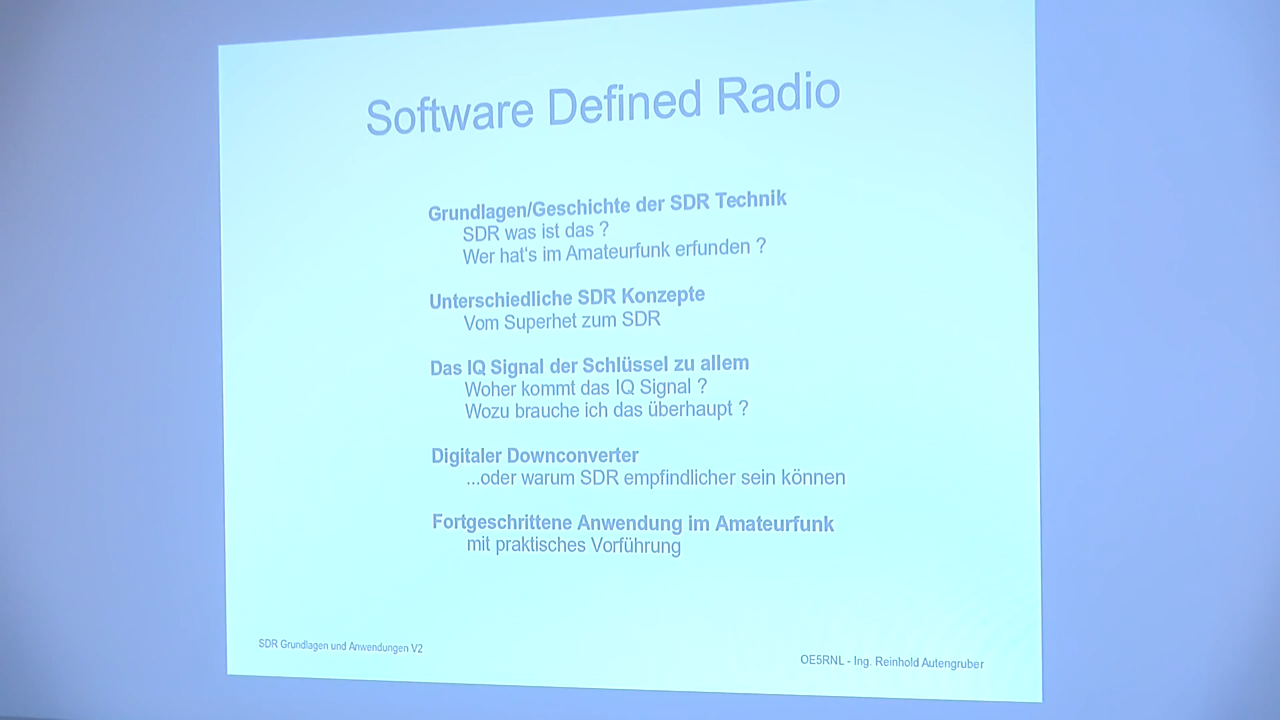 Software Defined Radio
Grundlagen/Geschichte der SDR Technik
SDR was ist das ?
Wer hat's im Amateurfunk erfunden ?
Unterschiedliche SDR Konzepte
Vom Superhet zum SDR
Das IQ Signal der Schlüssel zu allem
Woher kommt das IQ Signal ?
Wozu brauche ich das überhaupt ?
Digitaler Downconverter
...oder warum SDR empfindlicher sein können
Fortgeschrittene Anwendung im Amateurfunk
mit praktisches Vorführung
SDR Grundlagen und Anwendungen V2
OE5RNL - Ing. Reinhold Autengruber